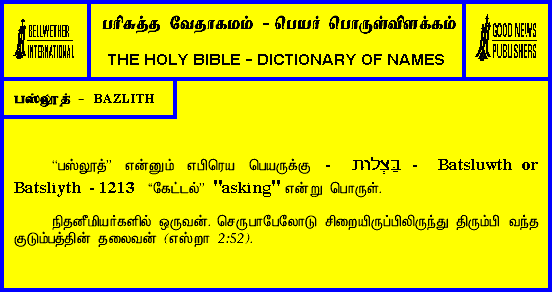 BELLWETHER
INTERNATIONAL
பரிசுத்த வேதாகமம் - பெயர் பொருள்விளக்கம்
THE HOLY BIBLE - DICTIONARY OF NAMES
GOOD NEWS
PUBLISHERS
பஸ்லூத் - BAZLITH
“பஸ்லூத்” என்னும் எபிரெய பெயருக்கு - בַּצְלוּת - Batsluwth or
Batsliyth - 1213 “கேட்டல்” "asking" என்று பொருள்.
நிதனீமியர்களில் ஒருவன். செருபாபேலோடு சிறையிருப்பிலிருந்து திரும்பி வந்த
குடும்பத்தின் தலைவன் (எஸ்றா 2:52).